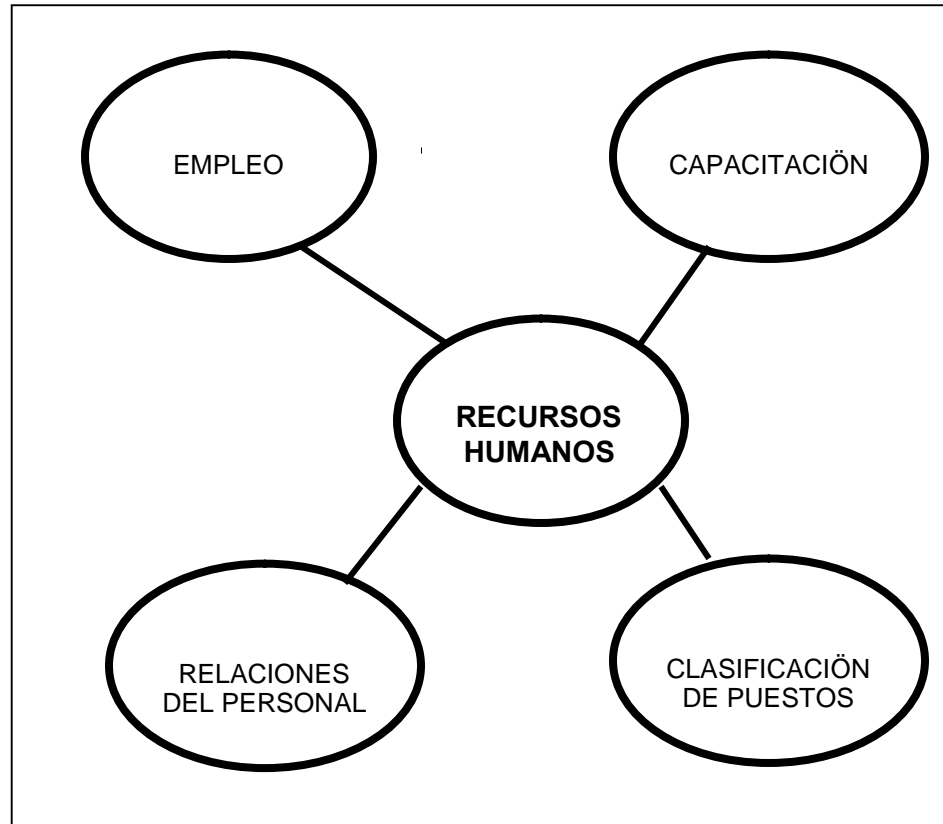 EMPLEO
CAPACITACIÖN
RECURSOS
HUMANOS
RELACIONES
DEL PERSONAL
CLASIFICACIÖN
DE PUESTOS